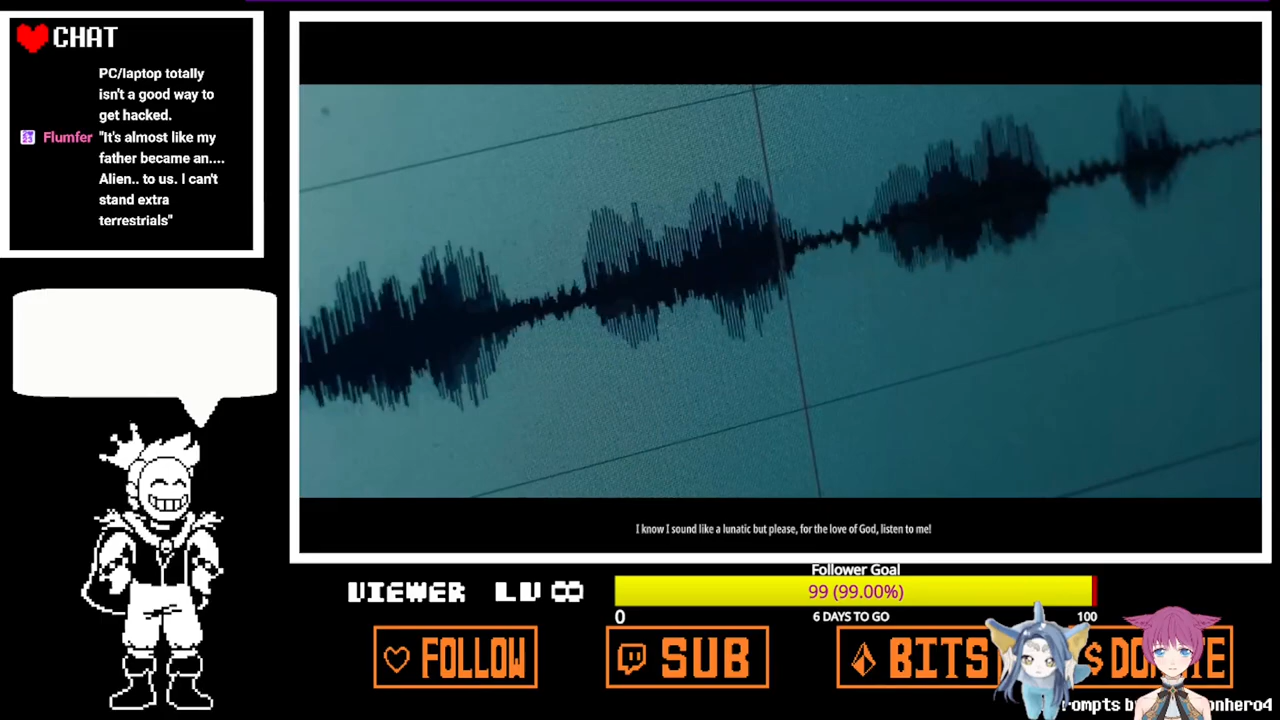 CHAT
PC/laptop totally
isn't a good way to
get hacked.
Flumfer "It's almost like my
father became an....
Alien.. to us. I can't
stand extra
terrestrials"
I know I sound like a lunatic but please, for the love of God, listen to me!
VIEWER LV ∞
Follower Goal
99 (99.00%)
0 6 DAYS TO GO 100
FOLLOW
SUB
BITS
$